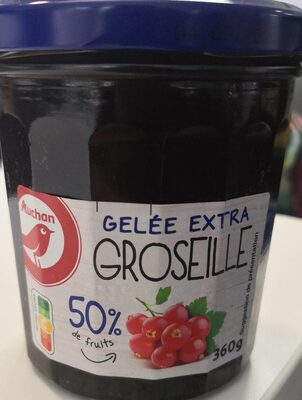 Auchan
GELÉE EXTRA
GROSEILLE
50%
de fruits
360g
Suggestion de présentation